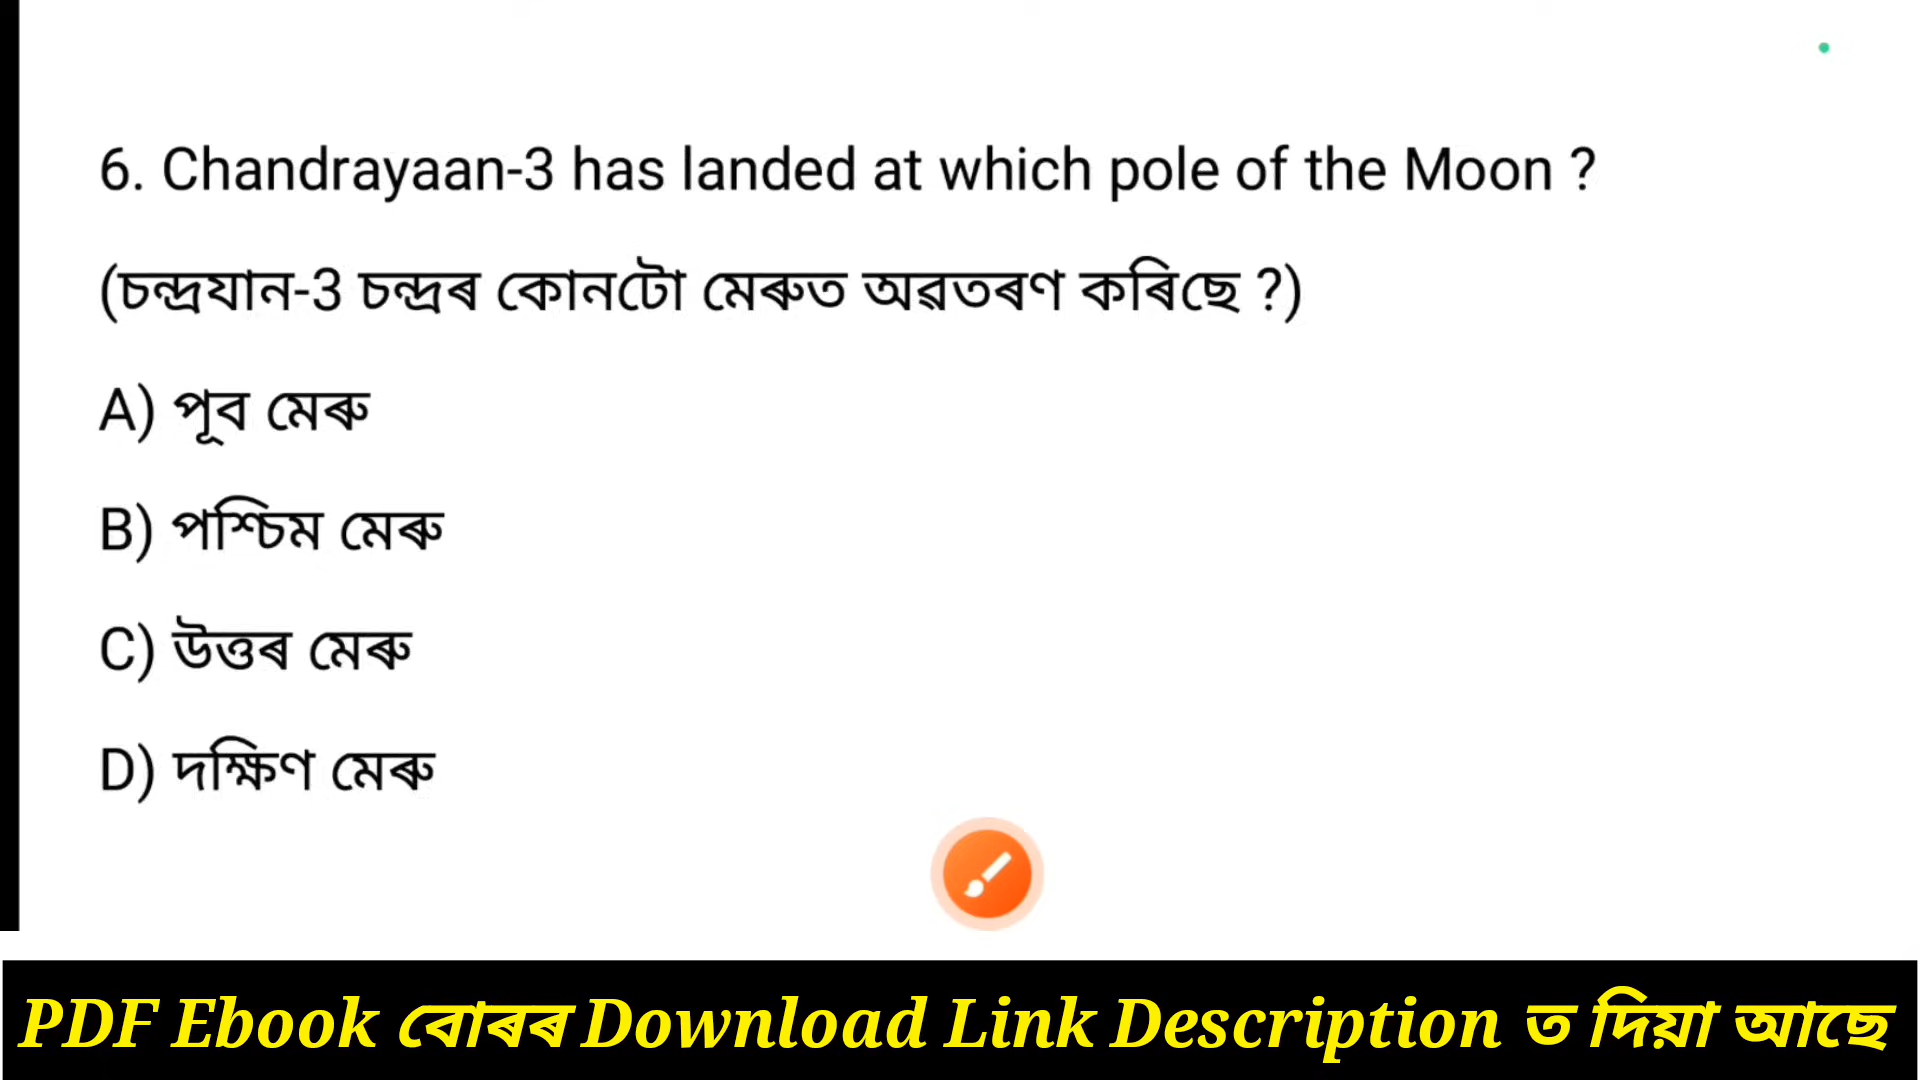 6. Chandrayaan-3 has landed at which pole of the Moon ?
(চন্দ্ৰযান-3 চন্দ্ৰৰ কোনটো মেৰুত অৱতৰণ কৰিছে ?)
A) পূব মেৰু
B) পশ্চিম মেৰু
C) উত্তৰ মেৰু
D) দক্ষিণ মেৰু
PDF Ebook বোৰৰ Download Link Description ত দিয়া আছে